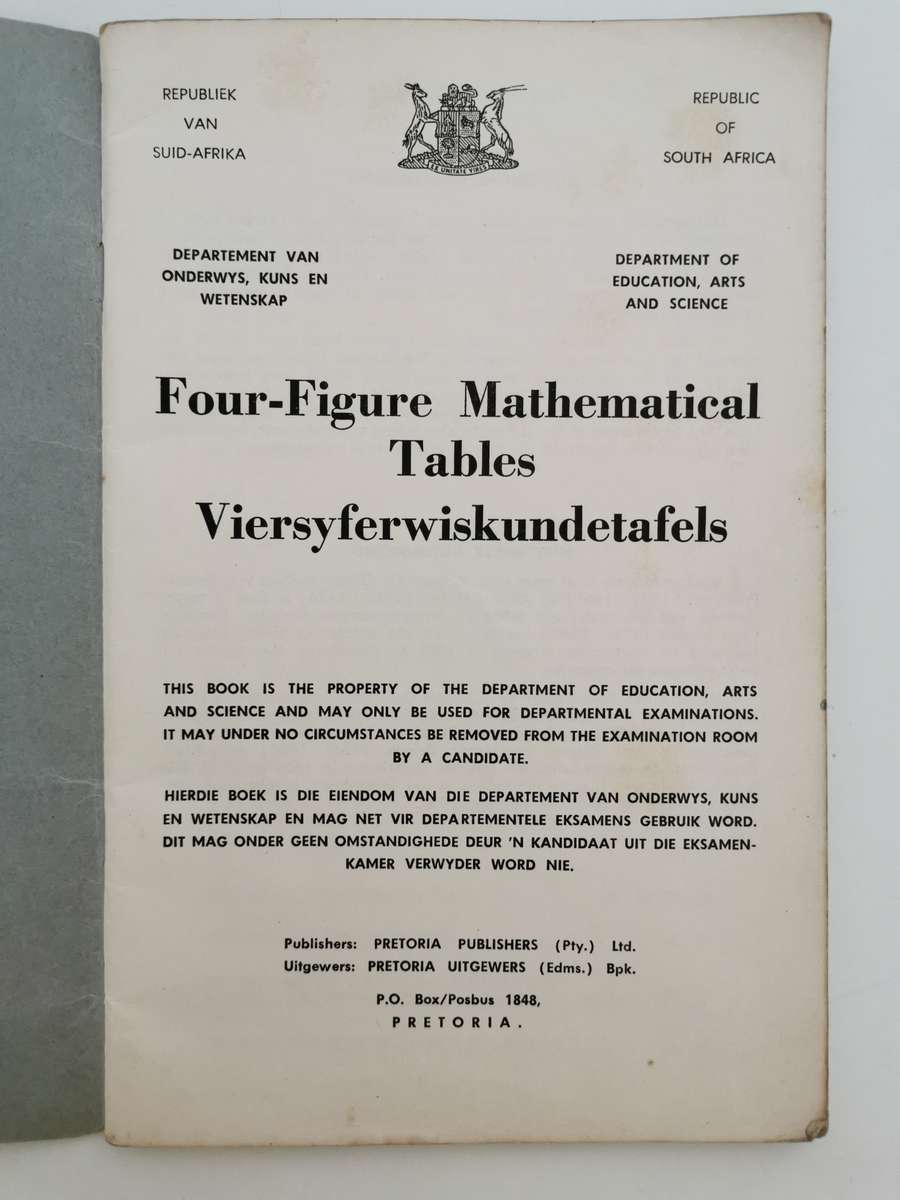 REPUBLIEK
VAN
SUID-AFRIKA
EX UNITATE VIRES
REPUBLIC
OF
SOUTH AFRICA
DEPARTEMENT VAN
ONDERWYS, KUNS EN
WETENSKAP
DEPARTMENT OF
EDUCATION, ARTS
AND SCIENCE
Four-Figure Mathematical
Tables
Viersyferwiskundetafels
THIS BOOK IS THE PROPERTY OF THE DEPARTMENT OF EDUCATION, ARTS
AND SCIENCE AND MAY ONLY BE USED FOR DEPARTMENTAL EXAMINATIONS.
IT MAY UNDER NO CIRCUMSTANCES BE REMOVED FROM THE EXAMINATION ROOM
BY A CANDIDATE.
HIERDIE BOEK IS DIE EIENDOM VAN DIE DEPARTEMENT VAN ONDERWYS, KUNS
EN WETENSKAP EN MAG NET VIR DEPARTEMENTELE EKSAMENS GEBRUIK WORD.
DIT MAG ONDER GEEN OMSTANDIGHEDE DEUR 'N KANDIDAAT UIT DIE EKSAMEN-
KAMER VERWYDER WORD NIE.
Publishers: PRETORIA PUBLISHERS (Pty.) Ltd.
Uitgewers: PRETORIA UITGEWERS (Edms.) Bpk.
P.O. Box/Posbus 1848,
PRETORIA.